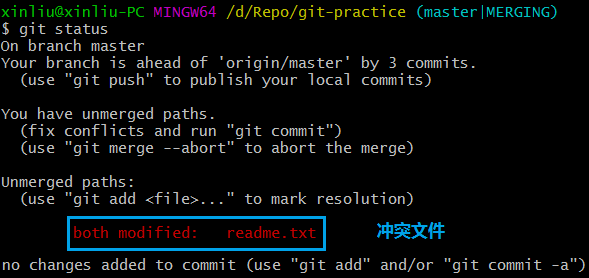 xinliu@xinliu-PC MINGW64 /d/Repo/git-practice (master|MERGING)
$ git status
On branch master
Your branch is ahead of 'origin/master' by 3 commits.
  (use "git push" to publish your local commits)

You have unmerged paths.
  (fix conflicts and run "git commit")
  (use "git merge --abort" to abort the merge)

Unmerged paths:
  (use "git add <file>..." to mark resolution)

both modified:   readme.txt 冲突文件

no changes added to commit (use "git add" and/or "git commit -a")